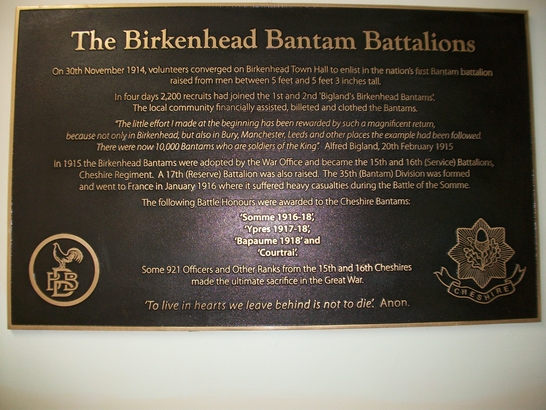 The Birkenhead Bantam Battalions
On 30th November 1914, volunteers converged on Birkenhead Town Hall to enlist in the nation's first Bantam battalion
raised from men between 5 feet and 5 feet 3 inches tall.
In four days 2,200 recruits had joined the 1st and 2nd 'Bigland's Birkenhead Bantams'.
The local community financially assisted, billeted and clothed the Bantams.
"The little effort I made at the beginning has been rewarded by such a magnificent return,
because not only in Birkenhead, but also in Bury, Manchester, Leeds and other places the example had been followed.
There were now 10,000 Bantams who are soldiers of the King." Alfred Bigland, 20th February 1915
In 1915 the Birkenhead Bantams were adopted by the War Office and became the 15th and 16th (Service) Battalions,
Cheshire Regiment. A 17th (Reserve) Battalion was also raised. The 35th (Bantam) Division was formed
and went to France in January 1916 where it suffered heavy casualties during the Battle of the Somme.
The following Battle Honours were awarded to the Cheshire Bantams:
'Somme 1916-18',
'Ypres 1917-18',
'Bapaume 1918' and
'Courtrai'.
Some 921 Officers and Other Ranks from the 15th and 16th Cheshires
made the ultimate sacrifice in the Great War.
'To live in hearts we leave behind is not to die'. Anon.
BBB
CHESHIRE